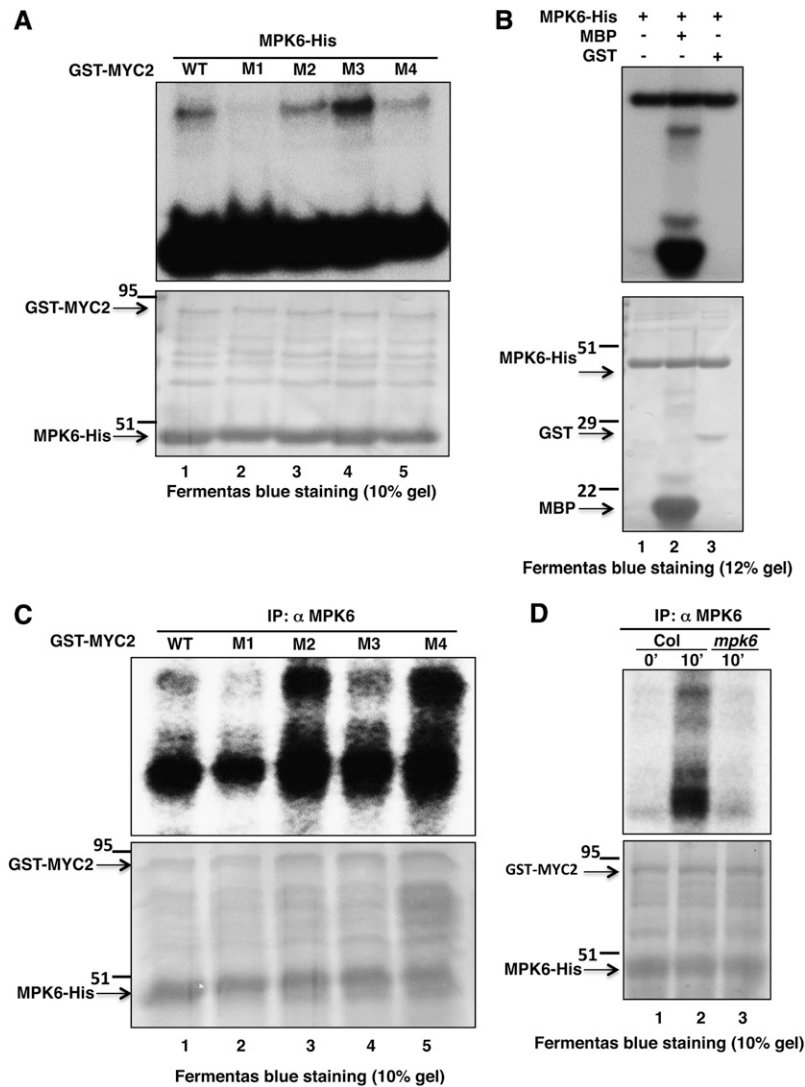 A
MPK6-His
GST-MYC2 WT M1 M2 M3 M4
95
GST-MYC2
51
MPK6-His
1 2 3 4 5
Fermentas blue staining (10% gel)
B
MPK6-His + + +
MBP - + -
GST - - +
51
MPK6-His
29
GST
22
MBP
1 2 3
Fermentas blue staining (12% gel)
C
IP: α MPK6
GST-MYC2 WT M1 M2 M3 M4
95
GST-MYC2
51
MPK6-His
1 2 3 4 5
Fermentas blue staining (10% gel)
D
IP: α MPK6
Col mpk6
0’ 10’ 10’
95
GST-MYC2
51
MPK6-His
1 2 3
Fermentas blue staining (10% gel)